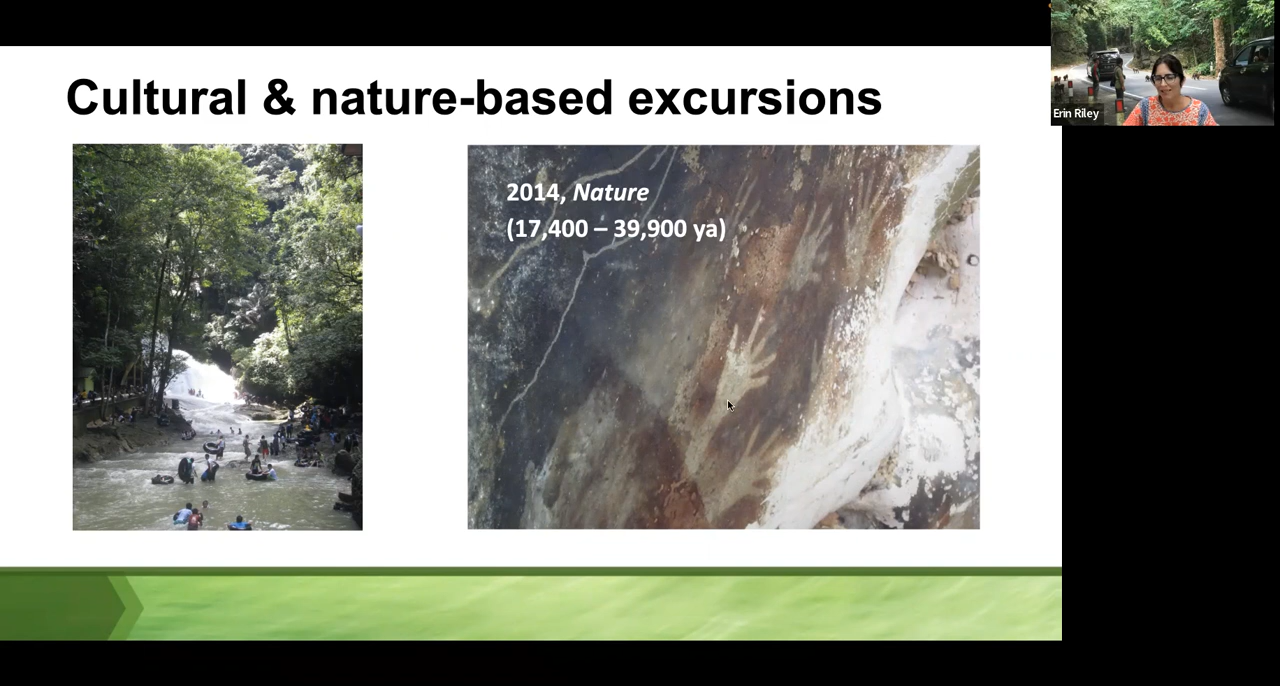 Cultural & nature-based excursions
2014, Nature
(17,400 – 39,900 ya)
Erin Riley